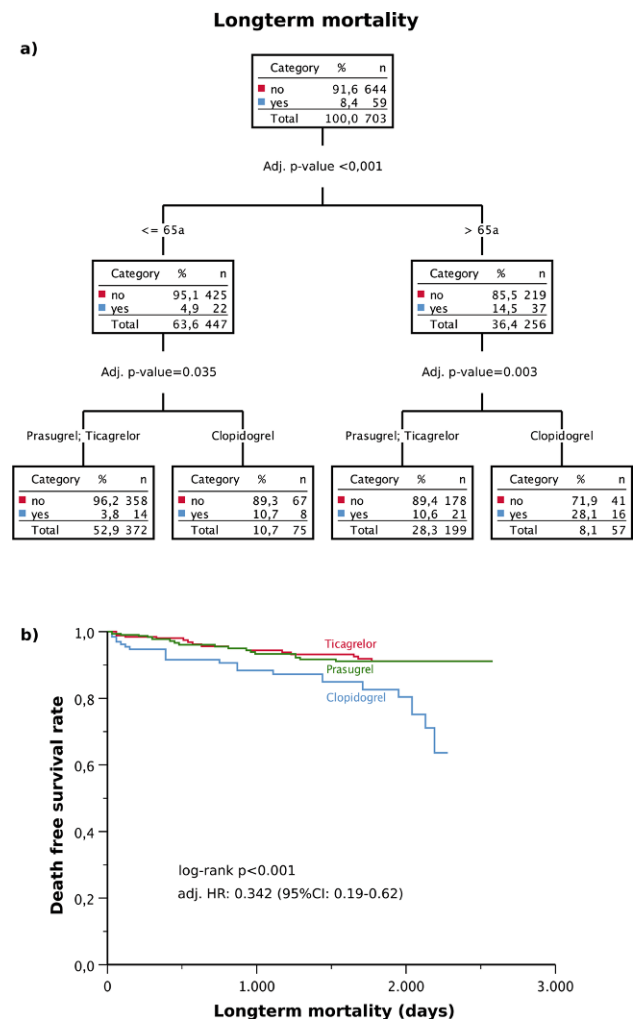 Longterm mortality
a)
Category % n
no 91,6 644
yes 8,4 59
Total 100,0 703
Adj. p-value <0,001
<= 65a > 65a
Category % n Category % n
no 95,1 425 no 85,5 219
yes 4,9 22 yes 14,5 37
Total 63,6 447 Total 36,4 256
Adj. p-value=0.035 Adj. p-value=0.003
Prasugrel; Ticagrelor Clopidogrel Prasugrel; Ticagrelor Clopidogrel
Category % n Category % n Category % n Category % n
no 96,2 358 no 89,3 67 no 89,4 178 no 71,9 41
yes 3,8 14 yes 10,7 8 yes 10,6 21 yes 28,1 16
Total 52,9 372 Total 10,7 75 Total 28,3 199 Total 8,1 57
b)
1,0
Ticagrelor
Prasugrel
Clopidogrel
0,8
0,6
0,4
0,2
0,0
Death free survival rate
log-rank p<0.001
adj. HR: 0.342 (95%CI: 0.19-0.62)
0 1.000 2.000 3.000
Longterm mortality (days)